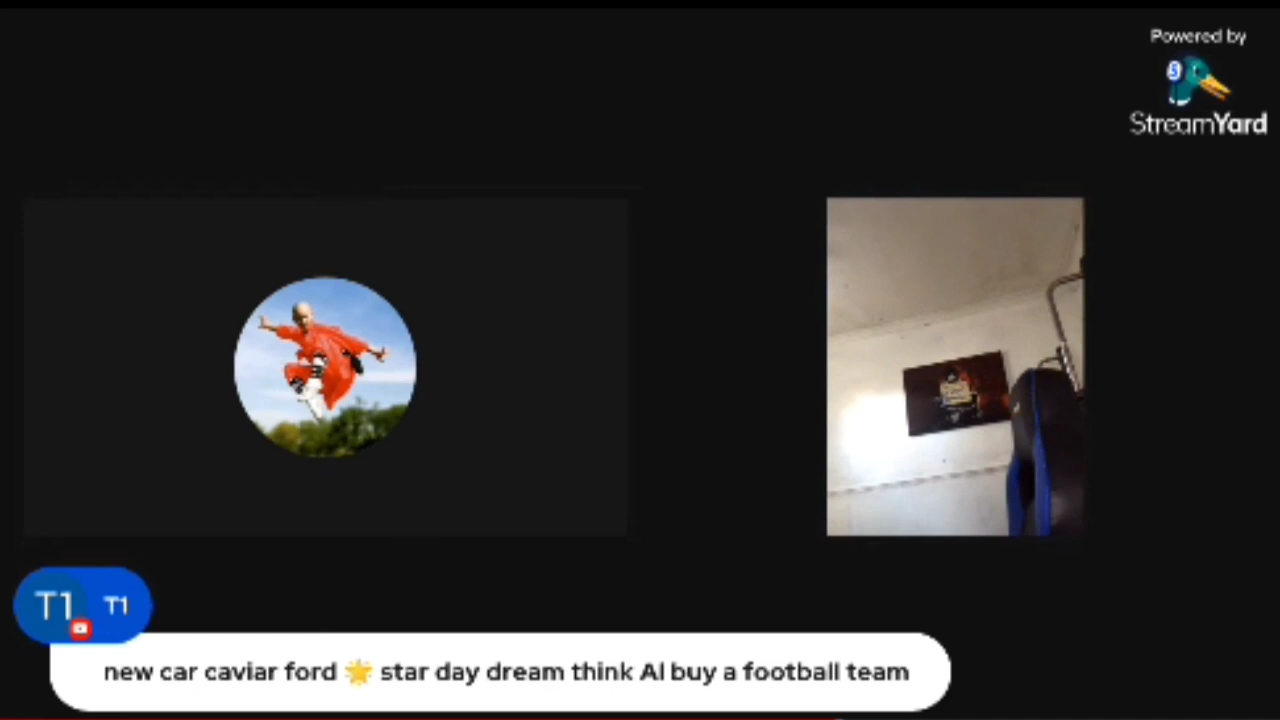 Powered by
StreamYard
T1 T1
new car caviar ford 🌟 star day dream think AI buy a football team